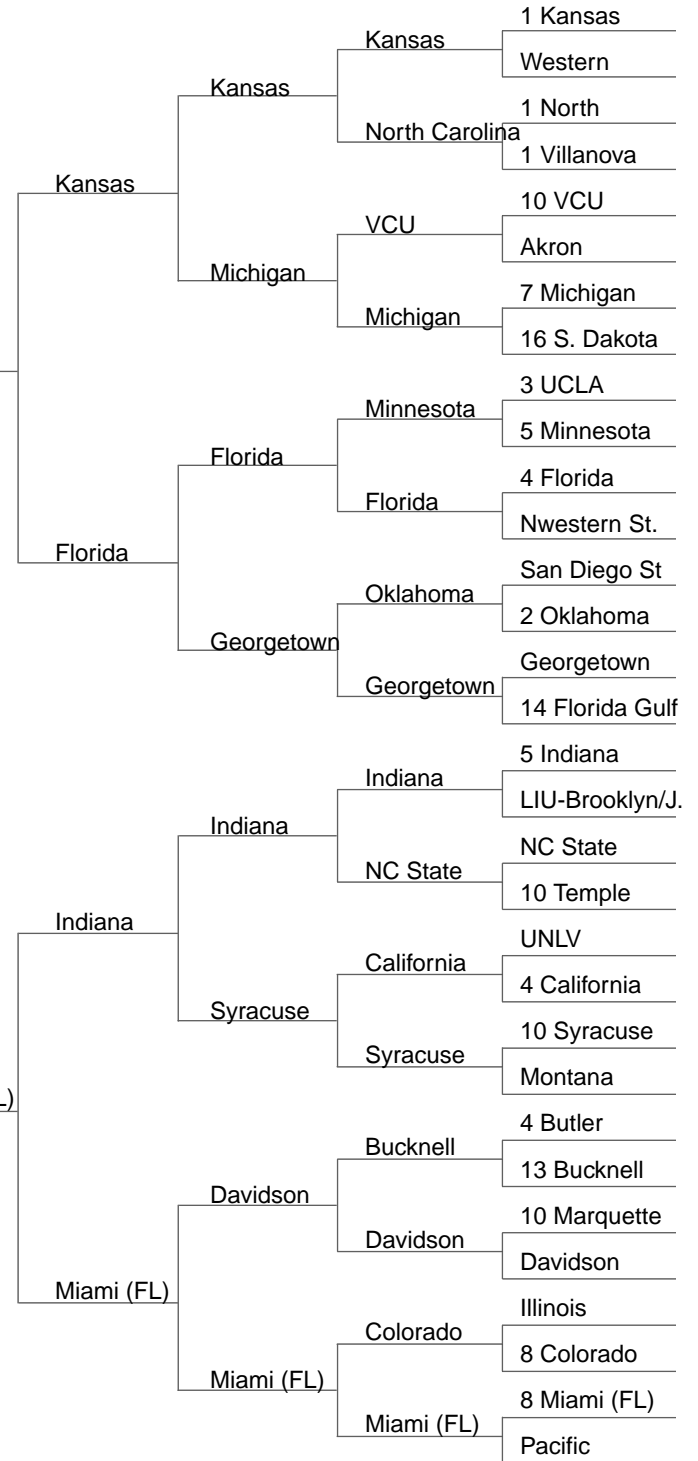 1 Kansas
Kansas
Western
Kansas
1 North
North Carolina
1 Villanova
Kansas
10 VCU
VCU
Akron
Michigan
7 Michigan
Michigan
16 S. Dakota
3 UCLA
Minnesota
5 Minnesota
Florida
4 Florida
Florida
Nwestern St.
Florida
San Diego St
Oklahoma
2 Oklahoma
Georgetown
Georgetown
Georgetown
14 Florida Gulf
5 Indiana
Indiana
LIU-Brooklyn/J.
Indiana
NC State
NC State
10 Temple
Indiana
UNLV
California
4 California
Syracuse
10 Syracuse
Syracuse
Montana
L)
4 Butler
Bucknell
13 Bucknell
Davidson
10 Marquette
Davidson
Davidson
Miami (FL)
Illinois
Colorado
8 Colorado
Miami (FL)
8 Miami (FL)
Miami (FL)
Pacific